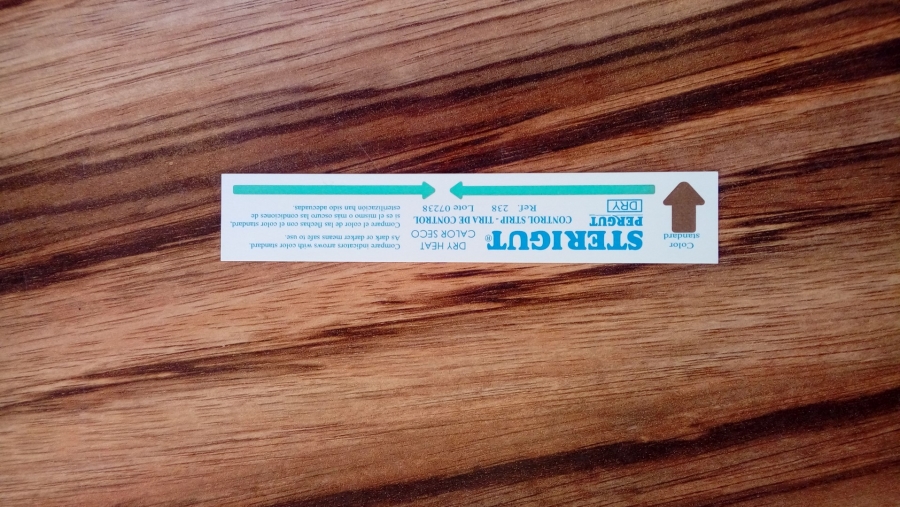 Color
standard
STERIGUT®
PERGUT
DRY
CONTROL STRIP - TIRA DE CONTROL
Ref. 238 Lote 07238
DRY HEAT
CALOR SECO
Compare indicators arrows with color standard.
As dark or darker means safe to use.
Compare el color de las flechas con el color standard,
si es el mismo o más oscuro las condiciones de
esterilización han sido adecuadas